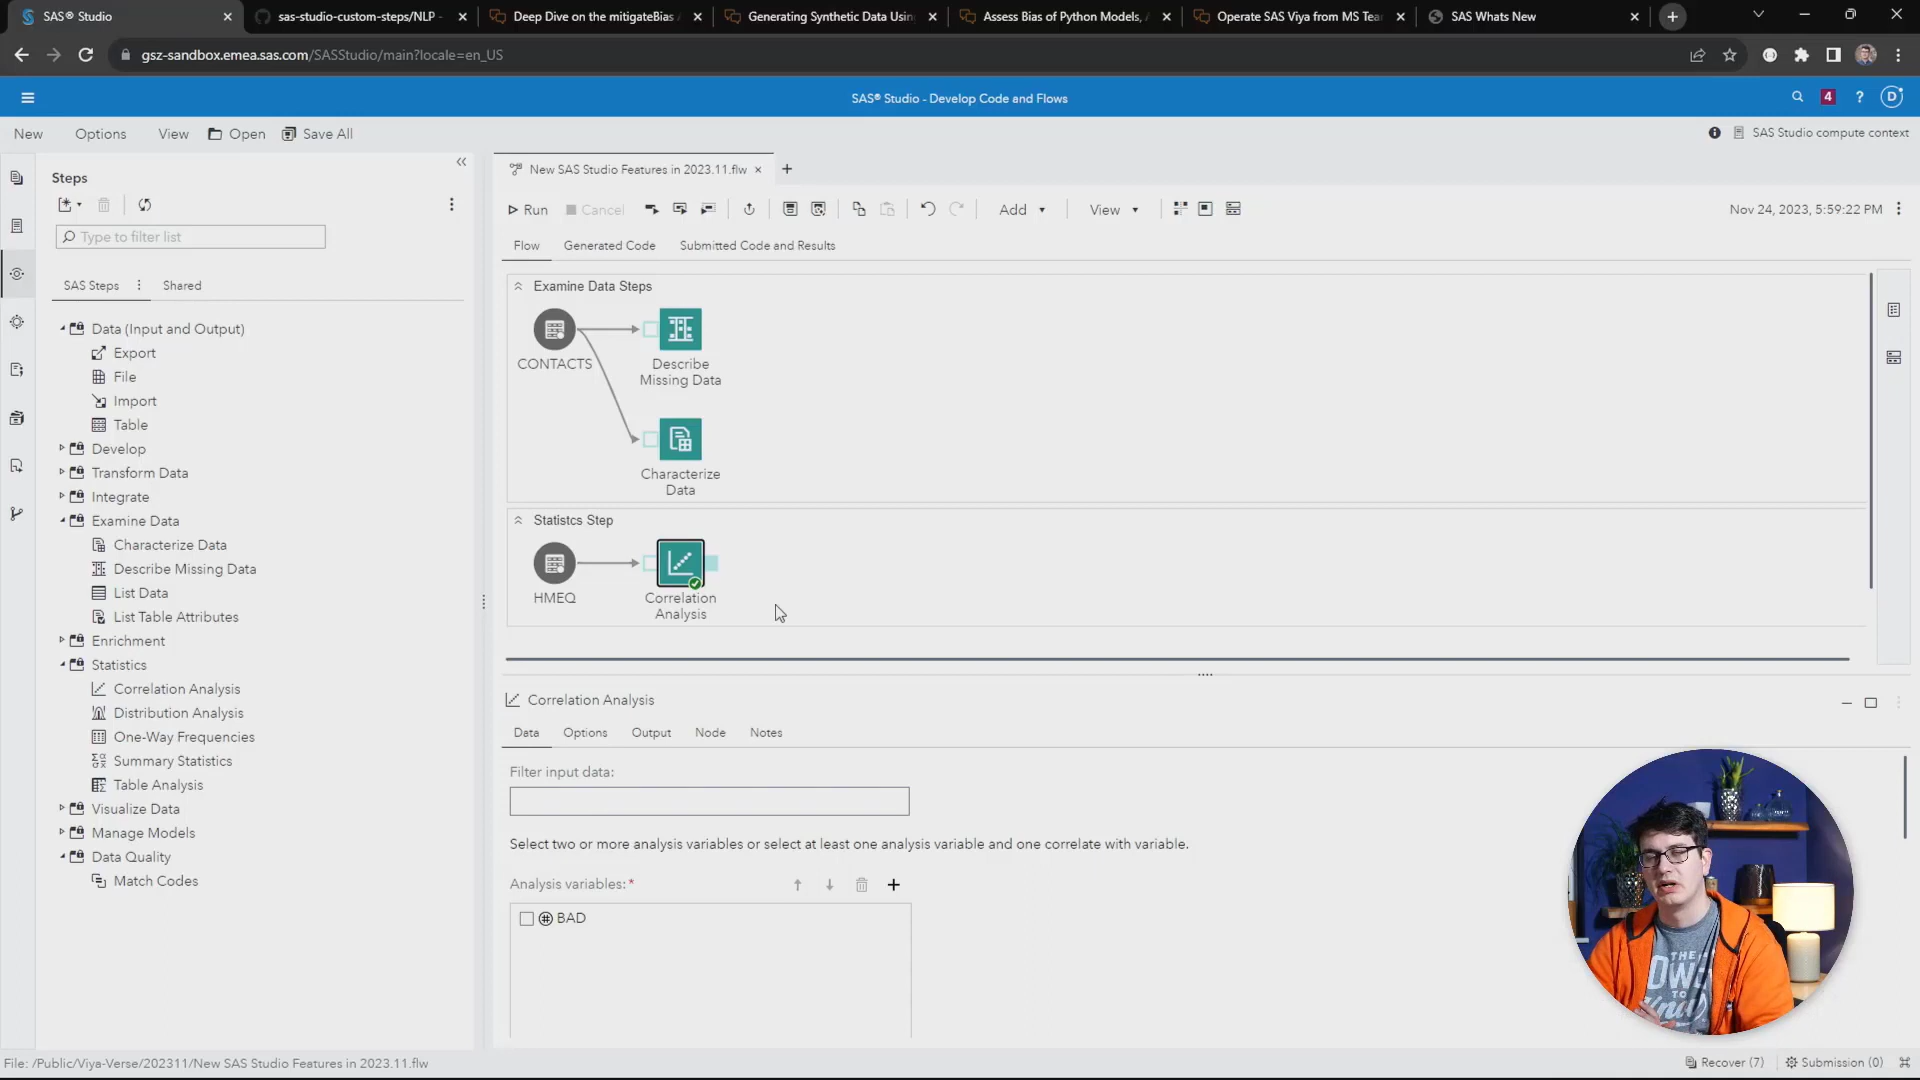 SAS® Studio
sas-studio-custom-steps/NLP -
Deep Dive on the mitigateBias
Generating Synthetic Data Usin
Assess Bias of Python Models,
Operate SAS Viya from MS Tea
SAS Whats New
gsz-sandbox.emea.sas.com/SASStudio/main?locale=en_US
SAS® Studio - Develop Code and Flows
4
?
D
New
Options
View
Open
Save All
SAS Studio compute context
Steps
Type to filter list
SAS Steps
Shared
Data (Input and Output)
Export
File
Import
Table
Develop
Transform Data
Integrate
Examine Data
Characterize Data
Describe Missing Data
List Data
List Table Attributes
Enrichment
Statistics
Correlation Analysis
Distribution Analysis
One-Way Frequencies
Summary Statistics
Table Analysis
Visualize Data
Manage Models
Data Quality
Match Codes
New SAS Studio Features in 2023.11.flw
Run
Cancel
Add
View
Nov 24, 2023, 5:59:22 PM
Flow
Generated Code
Submitted Code and Results
Examine Data Steps
CONTACTS
Describe
Missing Data
Characterize
Data
Statistcs Step
HMEQ
Correlation
Analysis
Correlation Analysis
Data
Options
Output
Node
Notes
Filter input data:
Select two or more analysis variables or select at least one analysis variable and one correlate with variable.
Analysis variables:*
BAD
THE
TO
File: /Public/Viya-Verse/202311/New SAS Studio Features in 2023.11.flw
Recover (7)
Submission (0)